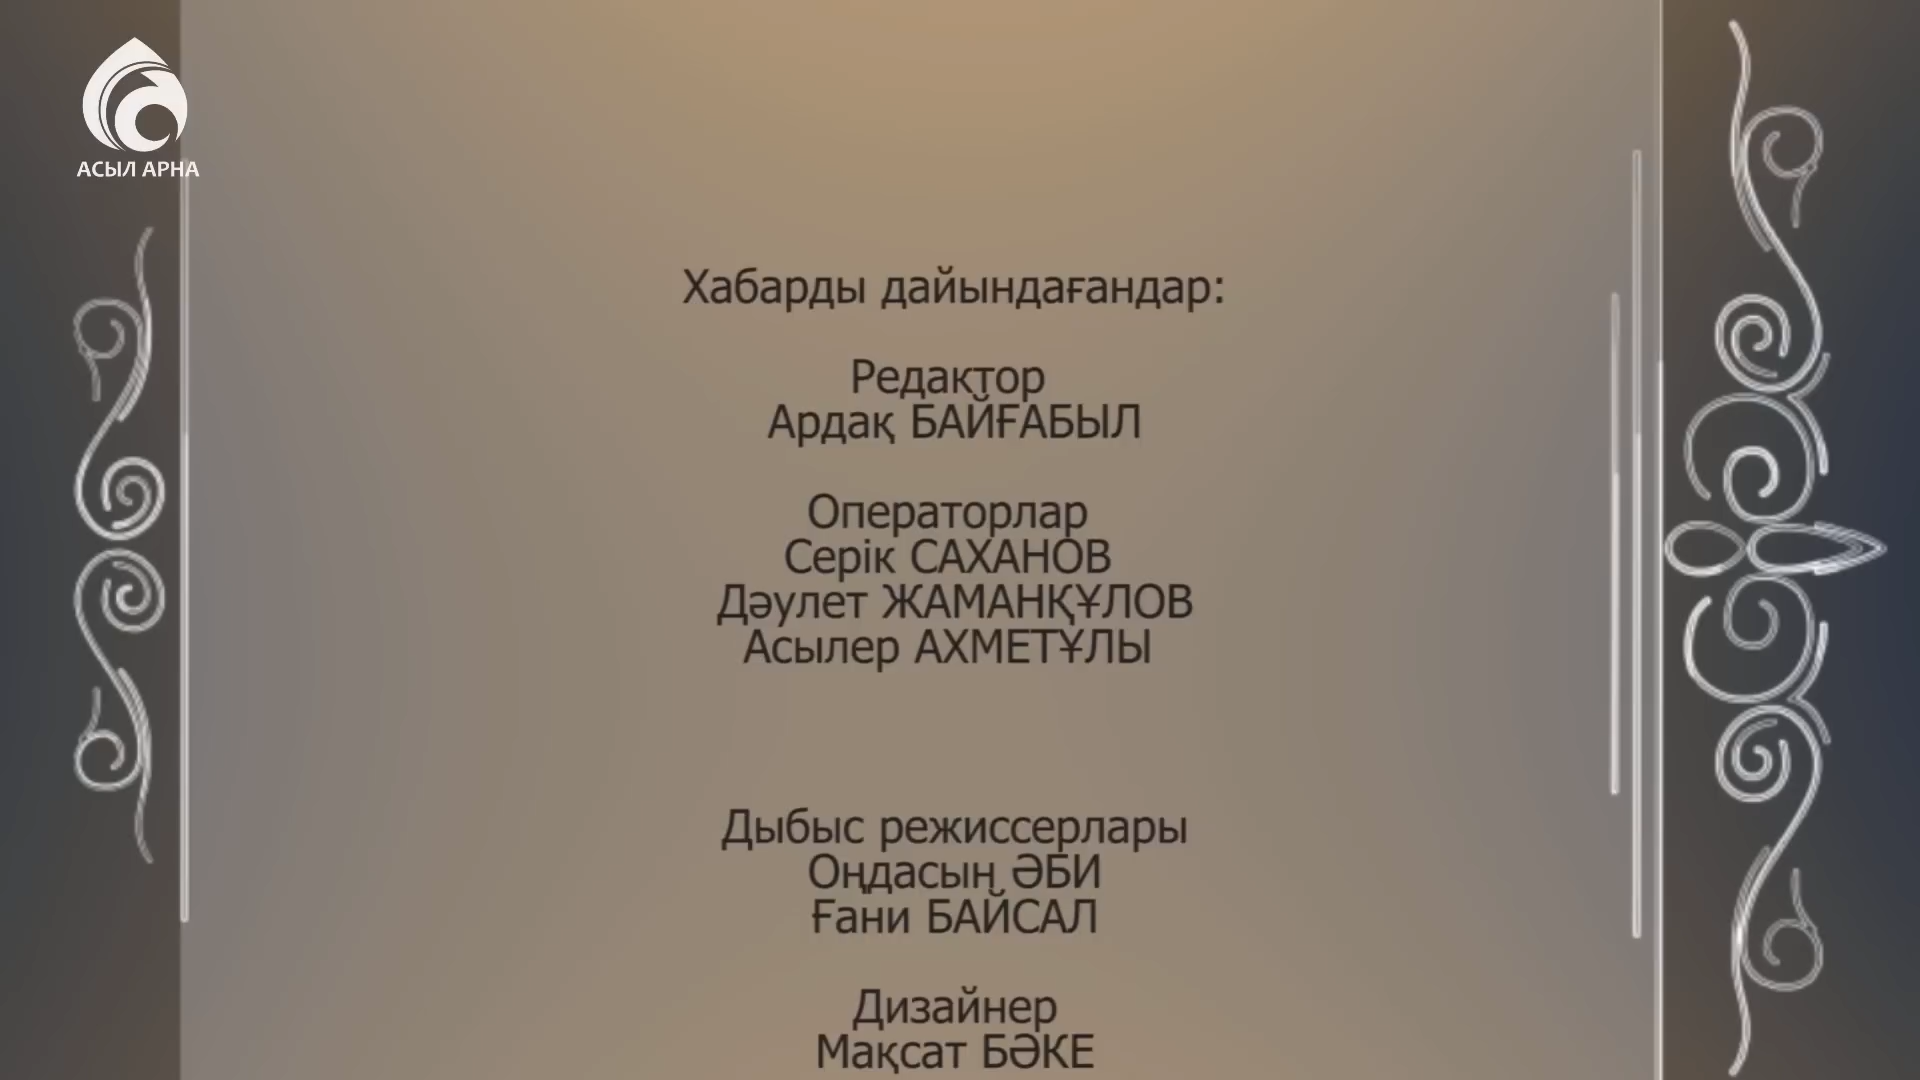 АСЫЛ АРНА
Хабарды дайындағандар:
Редактор
Ардақ БАЙҒАБЫЛ
Операторлар
Серік САХАНОВ
Дәулет ЖАМАНҚҰЛОВ
Асылер АХМЕТҰЛЫ
Дыбыс режиссерлары
Оңдасын ӘБИ
Ғани БАЙСАЛ
Дизайнер
Мақсат БӘКЕ